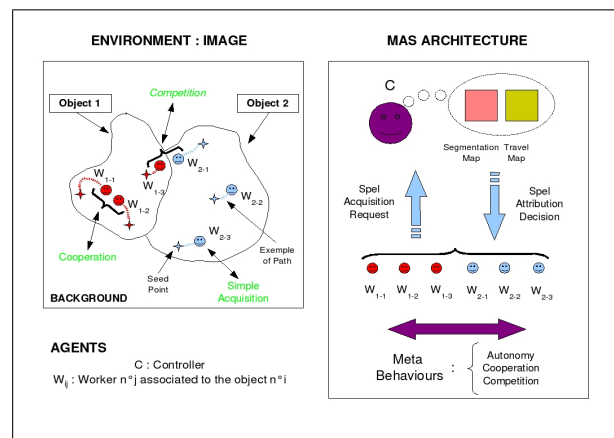 ENVIRONMENT : IMAGE
Competition
Object 1
Object 2
W1-1
W1-2
W1-3
W2-1
W2-2
W2-3
Cooperation
Seed
Point
Exemple
of Path
Simple
Acquisition
BACKGROUND
AGENTS
C : Controller
Wij : Worker n°j associated to the object n°i
MAS ARCHITECTURE
C
Segmentation
Map
Travel
Map
Spel
Acquisition
Request
Spel
Attribution
Decision
W1-1 W1-2 W1-3 W2-1 W2-2 W2-3
Meta
Behaviours :
Autonomy
Cooperation
Competition